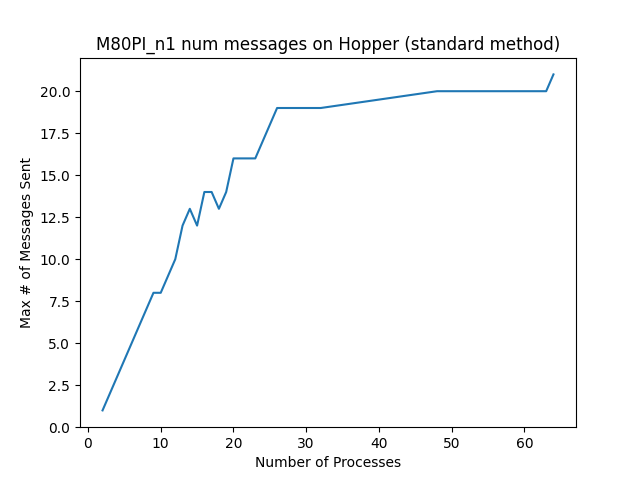 M80PI_n1 num messages on Hopper (standard method)
20.0
17.5
15.0
12.5
10.0
7.5
5.0
2.5
0.0
Max # of Messages Sent
0 10 20 30 40 50 60
Number of Processes